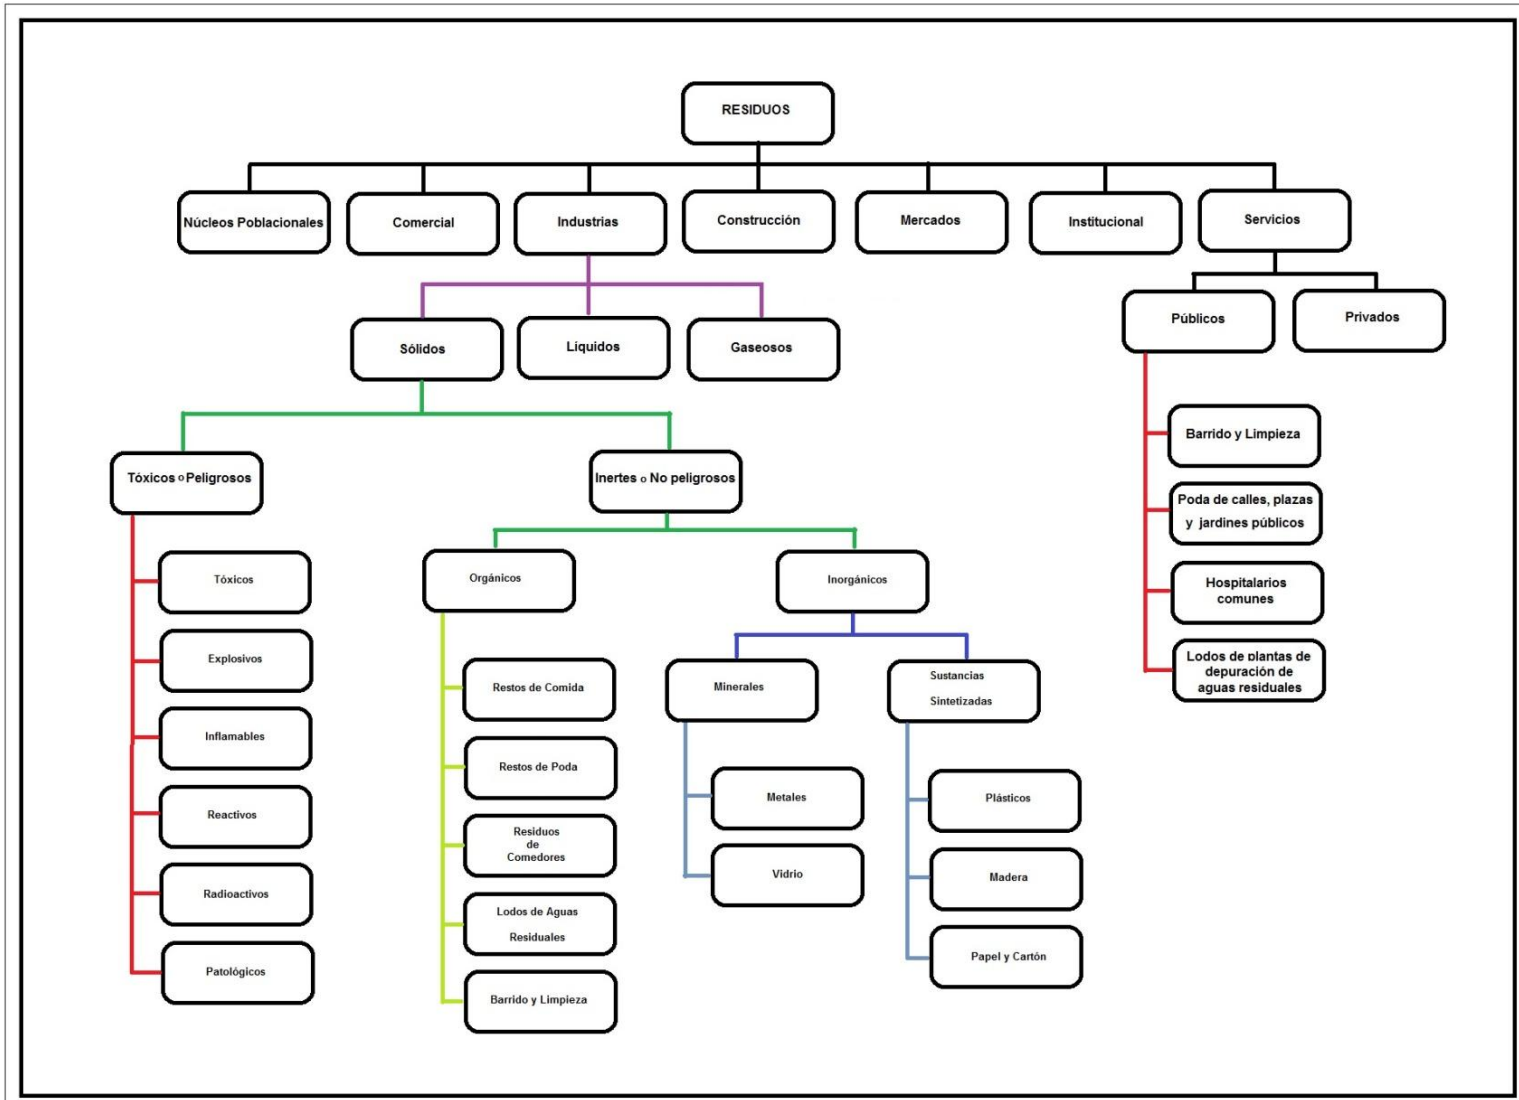 RESIDUOS
Núcleos Poblacionales
Comercial
Industrias
Construcción
Mercados
Institucional
Servicios
Públicos
Privados
Sólidos
Líquidos
Gaseosos
Barrido y Limpieza
Poda de calles, plazas
y jardines públicos
Hospitalarios
comunes
Lodos de plantas de
depuración de
aguas residuales
Tóxicos o Peligrosos
Inertes o No peligrosos
Tóxicos
Explosivos
Inflamables
Reactivos
Radioactivos
Patológicos
Orgánicos
Inorgánicos
Restos de Comida
Restos de Poda
Residuos
de
Comedores
Lodos de Aguas
Residuales
Barrido y Limpieza
Minerales
Sustancias
Sintetizadas
Metales
Vidrio
Plásticos
Madera
Papel y Cartón